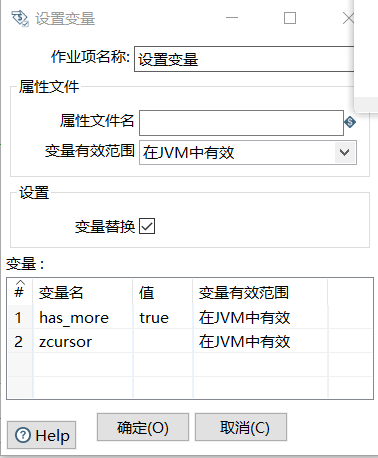 设置变量
作业项名称: 设置变量
属性文件
属性文件名
变量有效范围 在JVM中有效
设置
变量替换
变量：
# 变量名 值 变量有效范围
1 has_more true 在JVM中有效
2 zcursor 在JVM中有效
Help 确定(O) 取消(C)